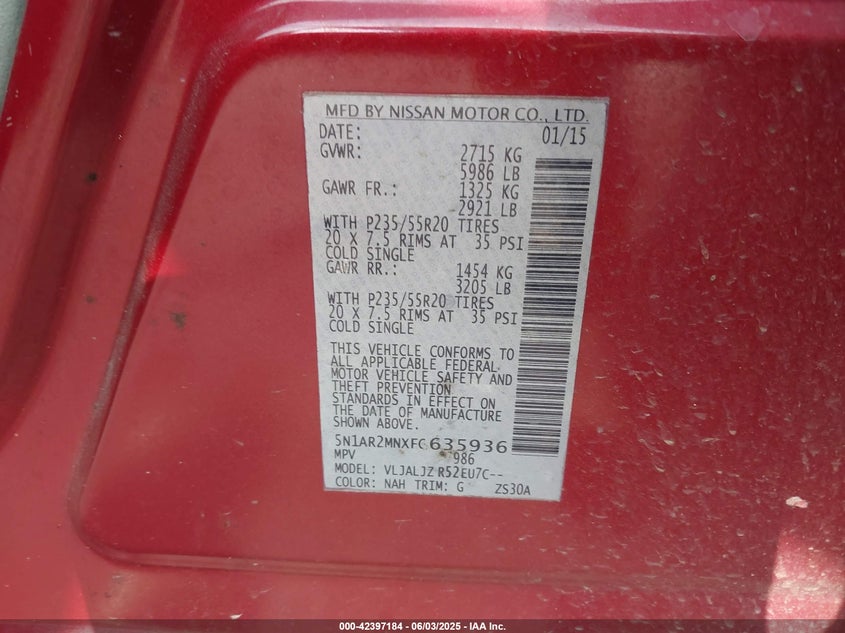 MFD BY NISSAN MOTOR CO., LTD.
DATE: 01/15
GVWR: 2715 KG
5986 LB
GAWR FR.: 1325 KG
2921 LB
WITH P235/55R20 TIRES
20 X 7.5 RIMS AT 35 PSI
COLD SINGLE
GAWR RR.: 1454 KG
3205 LB
WITH P235/55R20 TIRES
20 X 7.5 RIMS AT 35 PSI
COLD SINGLE
THIS VEHICLE CONFORMS TO
ALL APPLICABLE FEDERAL
MOTOR VEHICLE SAFETY AND
THEFT PREVENTION
STANDARDS IN EFFECT ON
THE DATE OF MANUFACTURE
SHOWN ABOVE.
5N1AR2MNXFC635936
MPV 986
MODEL: VLJALJZ R52EU7C--
COLOR: NAH TRIM: G ZS30A
000-42397184 - 06/03/2025 - IAA Inc.